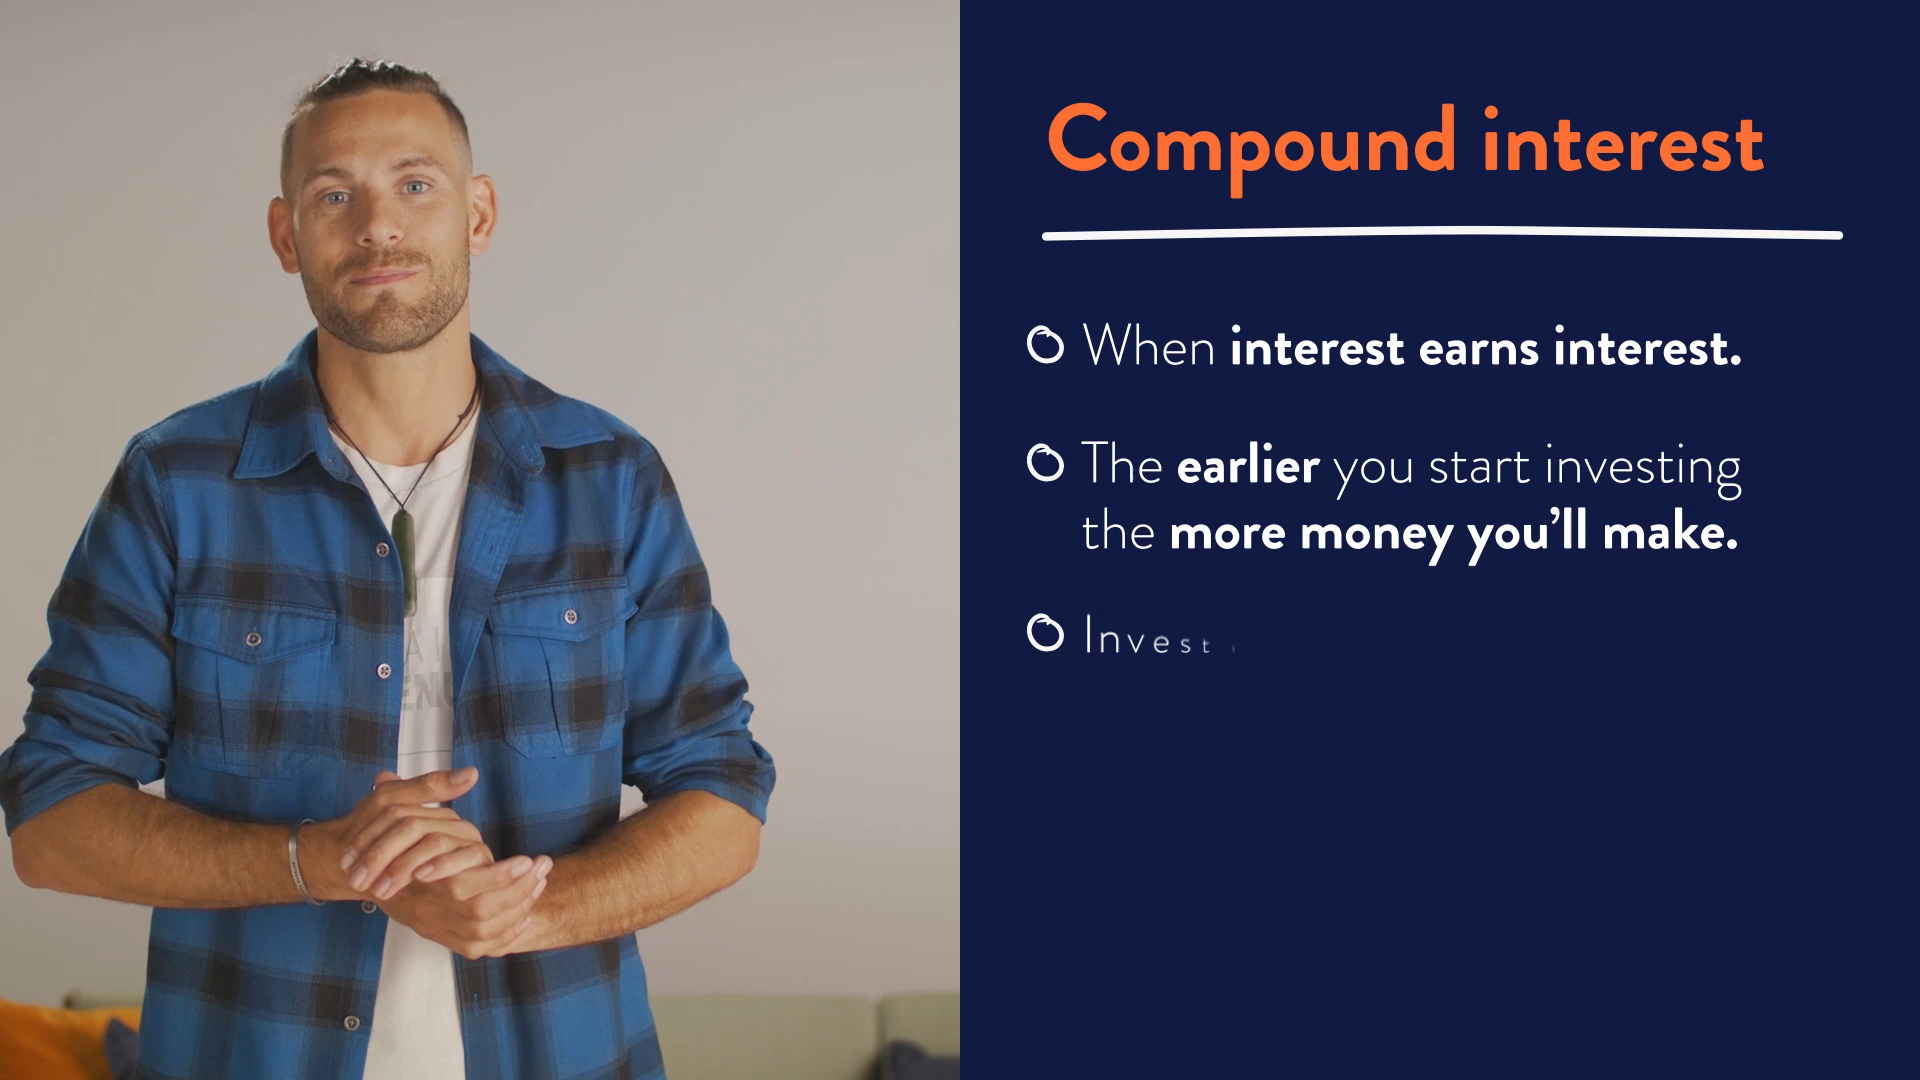 Compound interest
When interest earns interest.
The earlier you start investing
the more money you'll make.
Invest